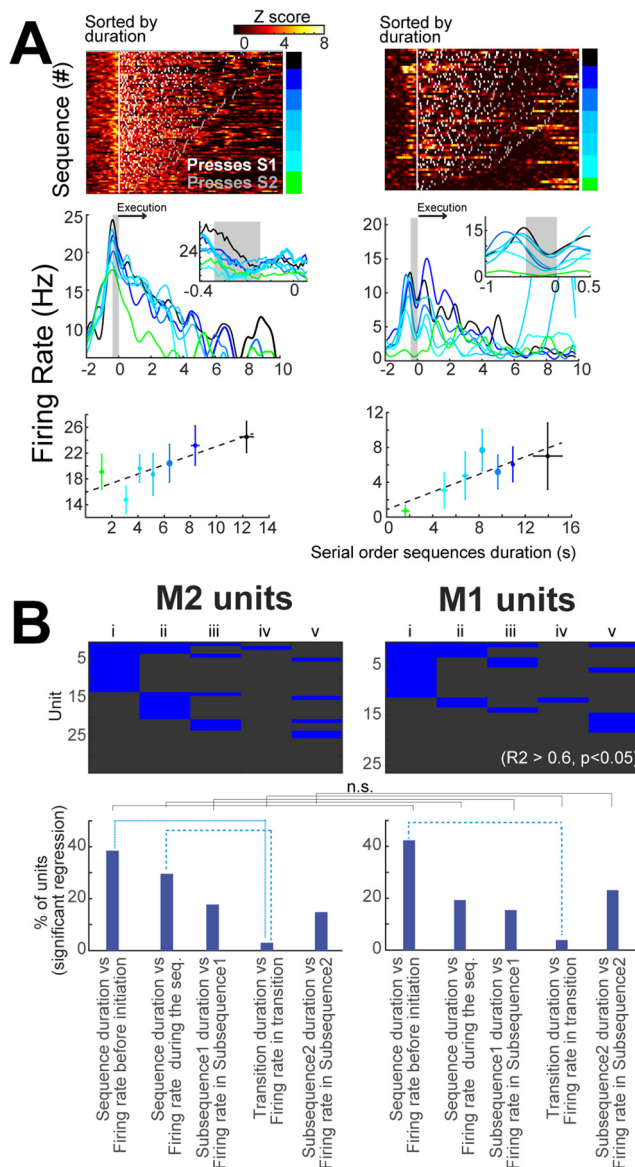 A
Sorted by
duration
Z score
0 4 8
Sorted by
duration
Sequence (#)
Presses S1
Presses S2
Firing Rate (Hz)
Execution
25
20
15
10
24
-0.4 0
-2 0 2 4 6 8 10
Execution
20
15
10
5
0
15
0
-1 0 0.5
-2 0 2 4 6 8 10
26
22
18
14
2 4 6 8 10 12 14
12
8
4
0
0 4 8 12 16
Serial order sequences duration (s)
B
M2 units
M1 units
i ii iii iv v
i ii iii iv v
Unit
5
15
25
5
15
25
(R2 > 0.6, p<0.05)
n.s.
% of units
(significant regression)
40
20
0
40
20
0
Sequence duration vs
Firing rate before initiation
Sequence duration vs
Firing rate during the seq.
Subsequence1 duration vs
Firing rate in Subsequence1
Transition duration vs
Firing rate in transition
Subsequence2 duration vs
Firing rate in Subsequence2
Sequence duration vs
Firing rate before initiation
Sequence duration vs
Firing rate during the seq.
Subsequence1 duration vs
Firing rate in Subsequence1
Transition duration vs
Firing rate in transition
Subsequence2 duration vs
Firing rate in Subsequence2